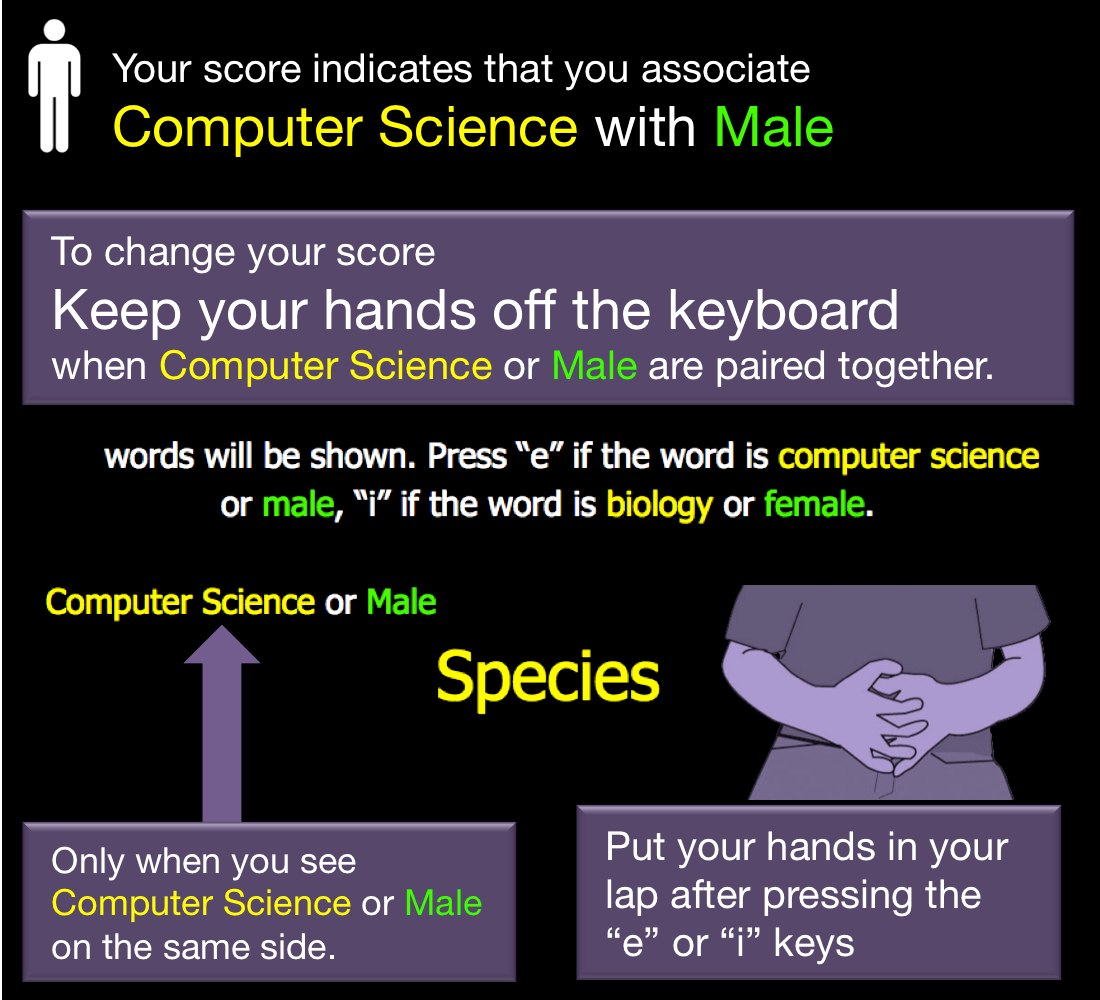 Your score indicates that you associate
Computer Science with Male
To change your score
Keep your hands off the keyboard
when Computer Science or Male are paired together.
words will be shown. Press “e” if the word is computer science
or male, “i” if the word is biology or female.
Computer Science or Male
Species
Only when you see
Computer Science or Male
on the same side.
Put your hands in your
lap after pressing the
“e” or “i” keys